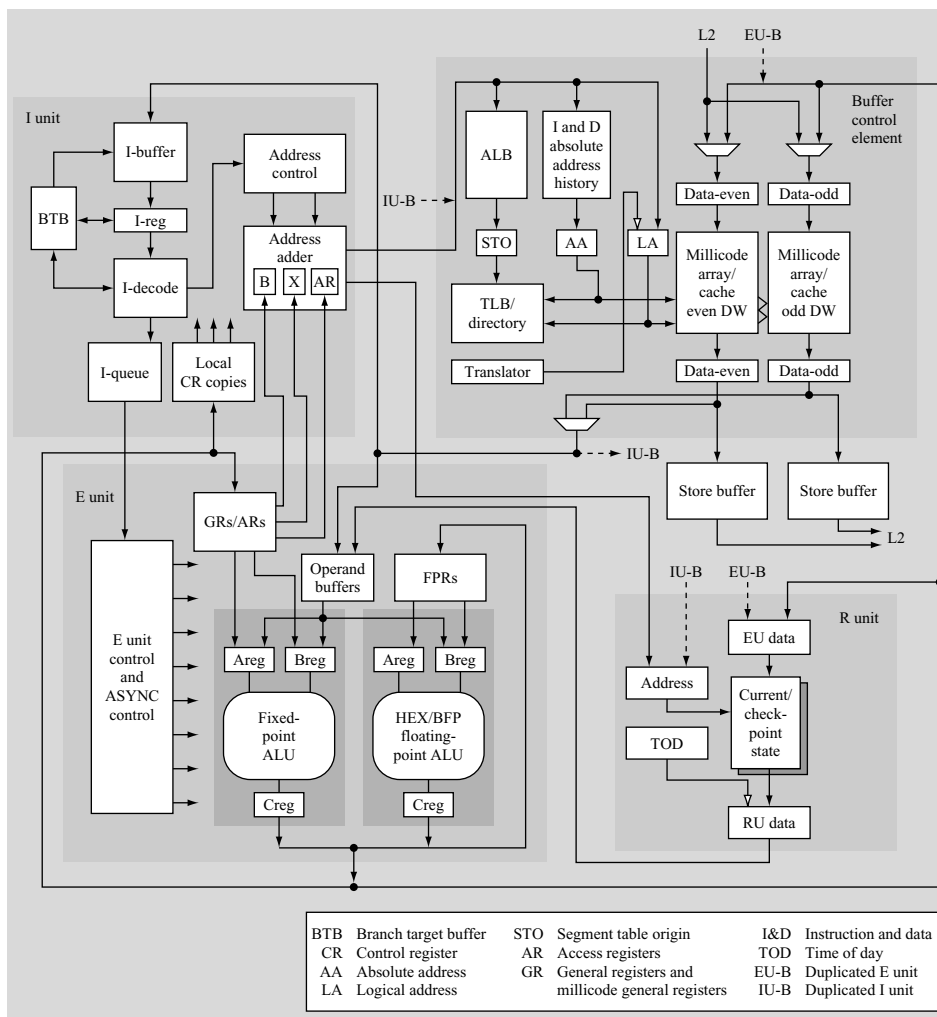 L2
EU-B
Buffer
control
element
I unit
I-buffer
Address
control
BTB
I-reg
I-decode
Address
adder
B
X
AR
I-queue
Local
CR copies
IU-B
ALB
I and D
absolute
address
history
STO
AA
LA
TLB/
directory
Translator
Data-even
Data-odd
Millicode
array/
cache
even DW
Millicode
array/
cache
odd DW
Data-even
Data-odd
IU-B
Store buffer
Store buffer
L2
E unit
GRs/ARs
Operand
buffers
FPRs
E unit
control
and
ASYNC
control
Areg
Breg
Areg
Breg
Fixed-
point
ALU
HEX/BFP
floating-
point ALU
Creg
Creg
IU-B
EU-B
R unit
EU data
Address
Current/
check-
point
state
TOD
RU data
BTB Branch target buffer
CR Control register
AA Absolute address
LA Logical address
STO Segment table origin
AR Access registers
GR General registers and
millicode general registers
I&D Instruction and data
TOD Time of day
EU-B Duplicated E unit
IU-B Duplicated I unit